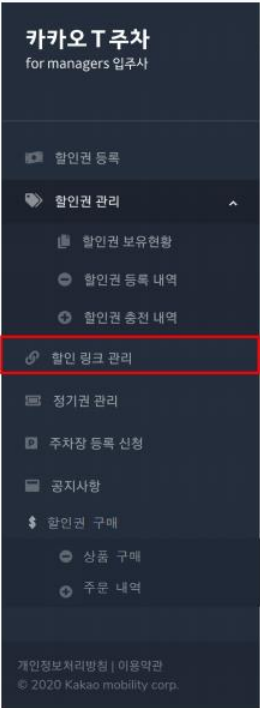 카카오 T 주차
for managers 입주사
할인권 등록
할인권 관리
할인권 보유현황
할인권 등록 내역
할인권 충전 내역
할인 링크 관리
정기권 관리
주차장 등록 신청
공지사항
할인권 구매
상품 구매
주문 내역
개인정보처리방침 | 이용약관
© 2020 Kakao mobility corp.